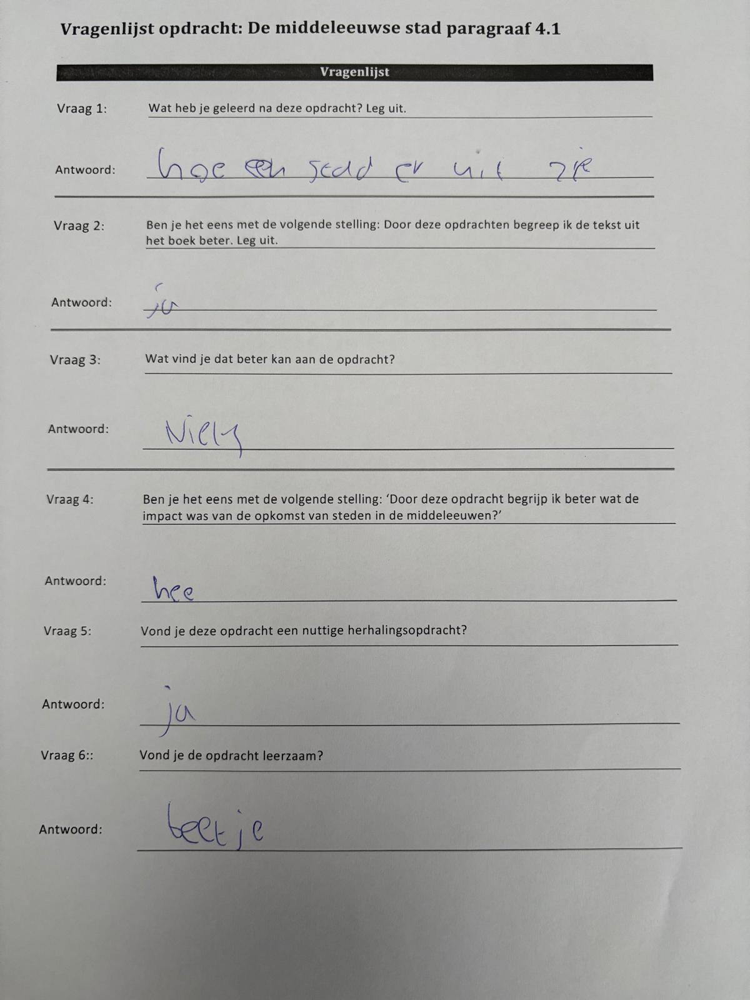 Vragenlijst opdracht: De middeleeuwse stad paragraaf 4.1
Vragenlijst
Vraag 1: Wat heb je geleerd na deze opdracht? Leg uit.
Antwoord: hoe een stad er uit zie
Vraag 2: Ben je het eens met de volgende stelling: Door deze opdrachten begreep ik de tekst uit
het boek beter. Leg uit.
Antwoord: ja
Vraag 3: Wat vind je dat beter kan aan de opdracht?
Antwoord:
Vraag 4: Ben je het eens met de volgende stelling: ‘Door deze opdracht begrijp ik beter wat de
impact was van de opkomst van steden in de middeleeuwen?’
Antwoord: nee
Vraag 5: Vond je deze opdracht een nuttige herhalingsopdracht?
Antwoord: ja
Vraag 6:: Vond je de opdracht leerzaam?
Antwoord: beetje